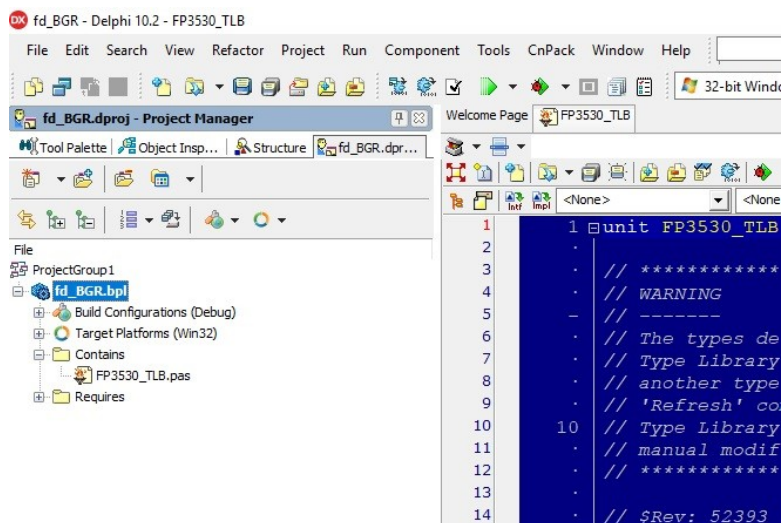 fd_BGR - Delphi 10.2 - FP3530_TLB
File Edit Search View Refactor Project Run Component Tools CnPack Window Help
32-bit Windo
fd_BGR.dproj - Project Manager
Welcome Page FP3530_TLB
Tool Palette Object Insp... Structure fd_BGR.dpr...
Intf Impl <None> <None
File
ProjectGroup1
fd_BGR.bpl
Build Configurations (Debug)
Target Platforms (Win32)
Contains
FP3530_TLB.pas
Requires
1 1 unit FP3530_TLB
2
3 // ************
4 // WARNING
5 // -------
6 // The types de
7 // Type Library
8 // another type
9 // 'Refresh' co
10 10 // Type Library
11 // manual modif
12 // ************
13
14 // $Rev: 52393